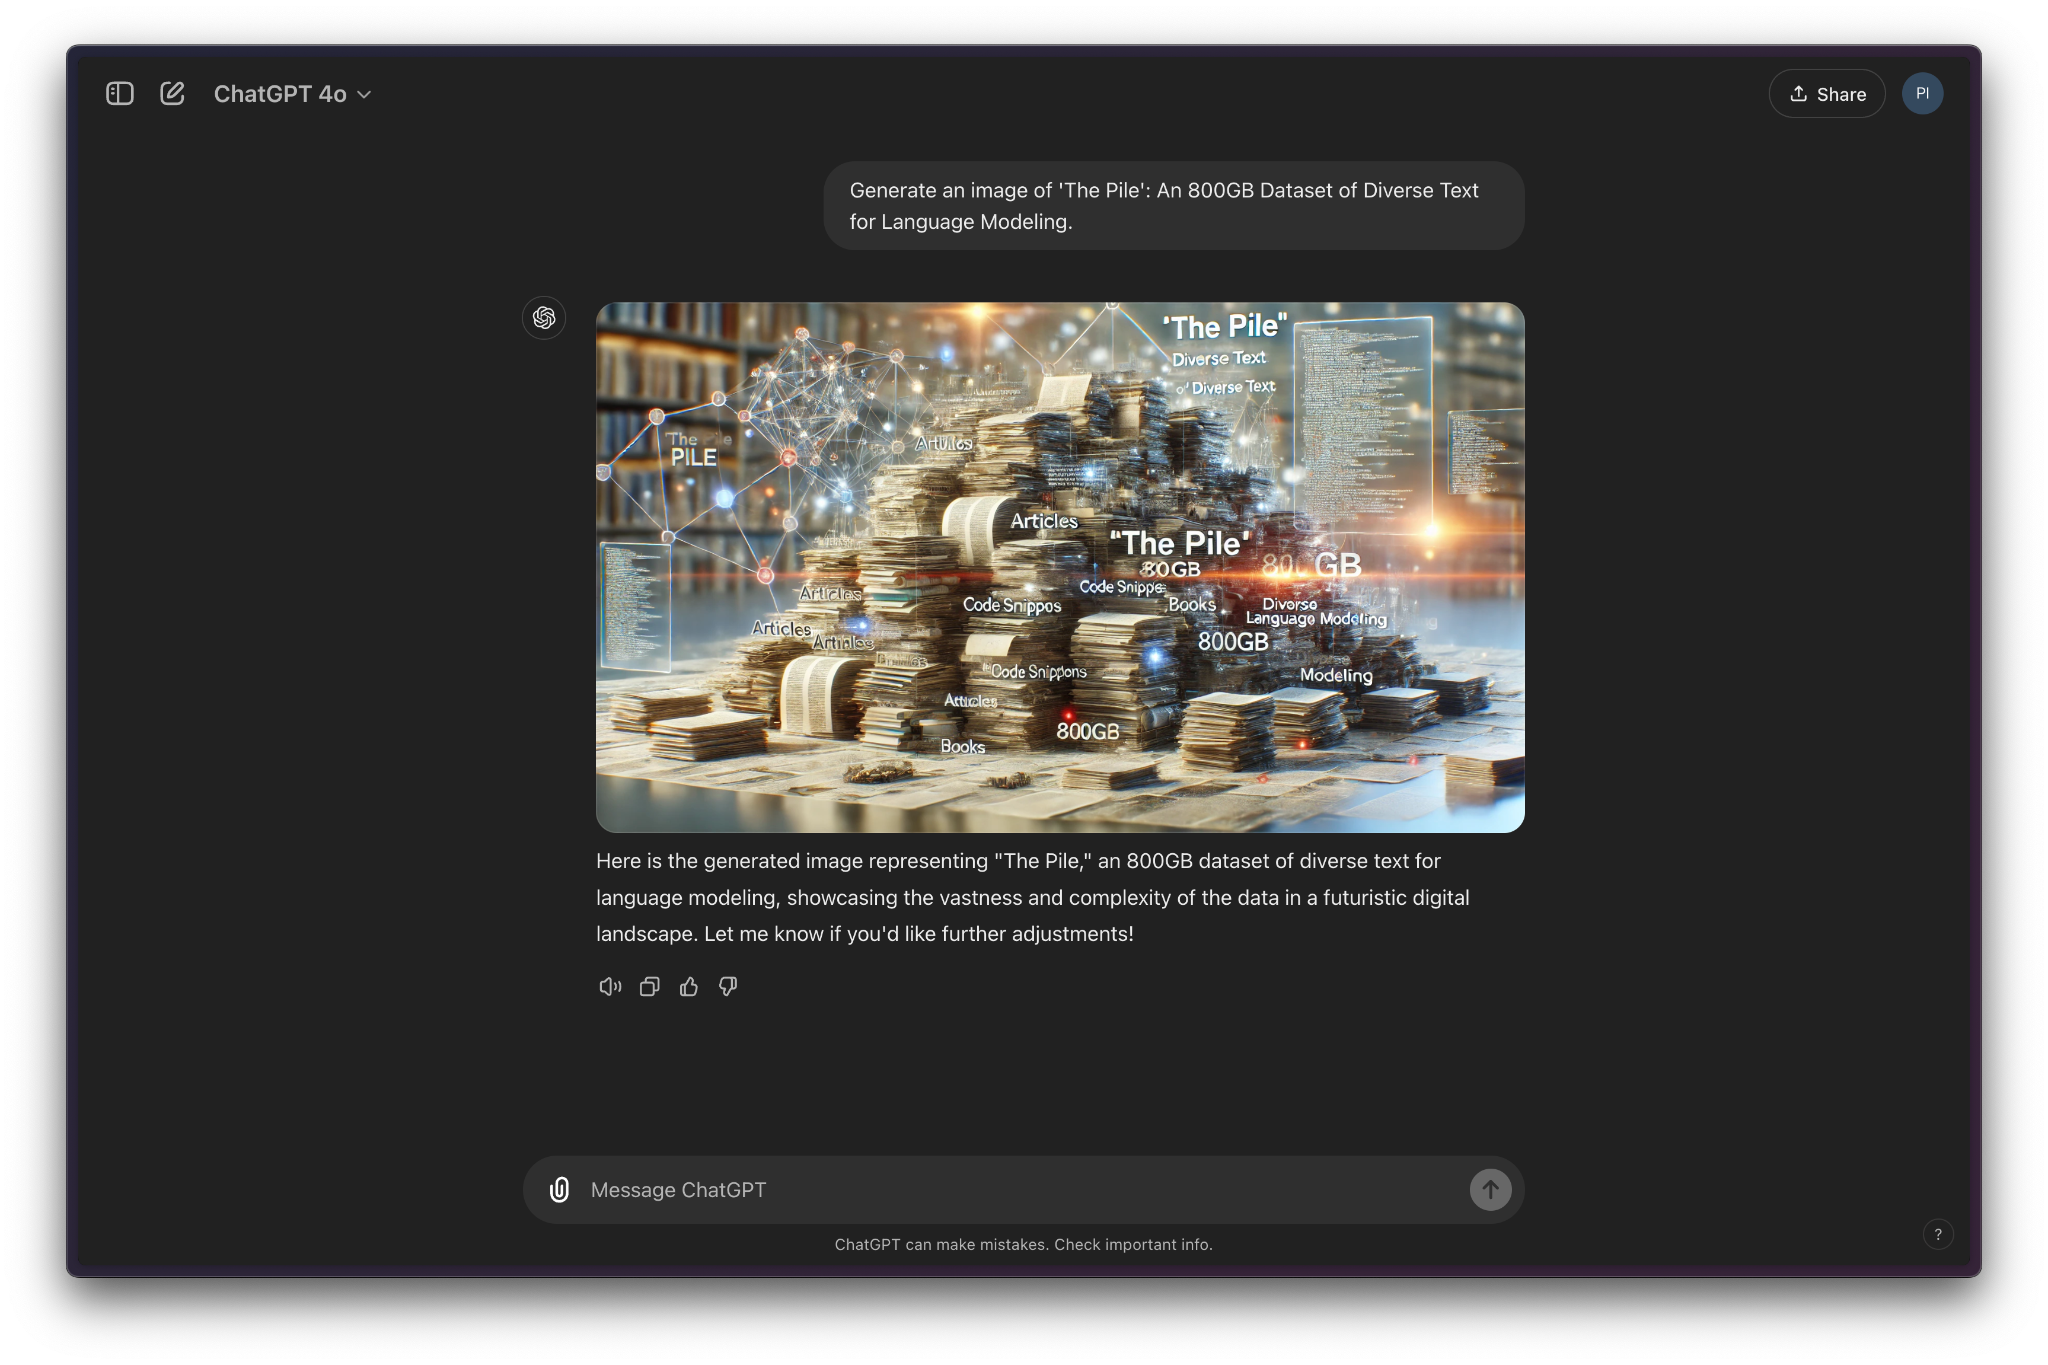 ChatGPT 4o
Share
PI
Generate an image of 'The Pile': An 800GB Dataset of Diverse Text
for Language Modeling.
'The Pile"
Diverse Text
o' Diverse Text
The Pile
PILE
Articles
"The Pile'
80GB
GB
Code Snippe
Code Snippos
Books
Diverso
Language Modeling
Articles
800GB
Code Snippons
Modeling
800GB
Books
Here is the generated image representing "The Pile," an 800GB dataset of diverse text for
language modeling, showcasing the vastness and complexity of the data in a futuristic digital
landscape. Let me know if you'd like further adjustments!
Message ChatGPT
ChatGPT can make mistakes. Check important info.
?